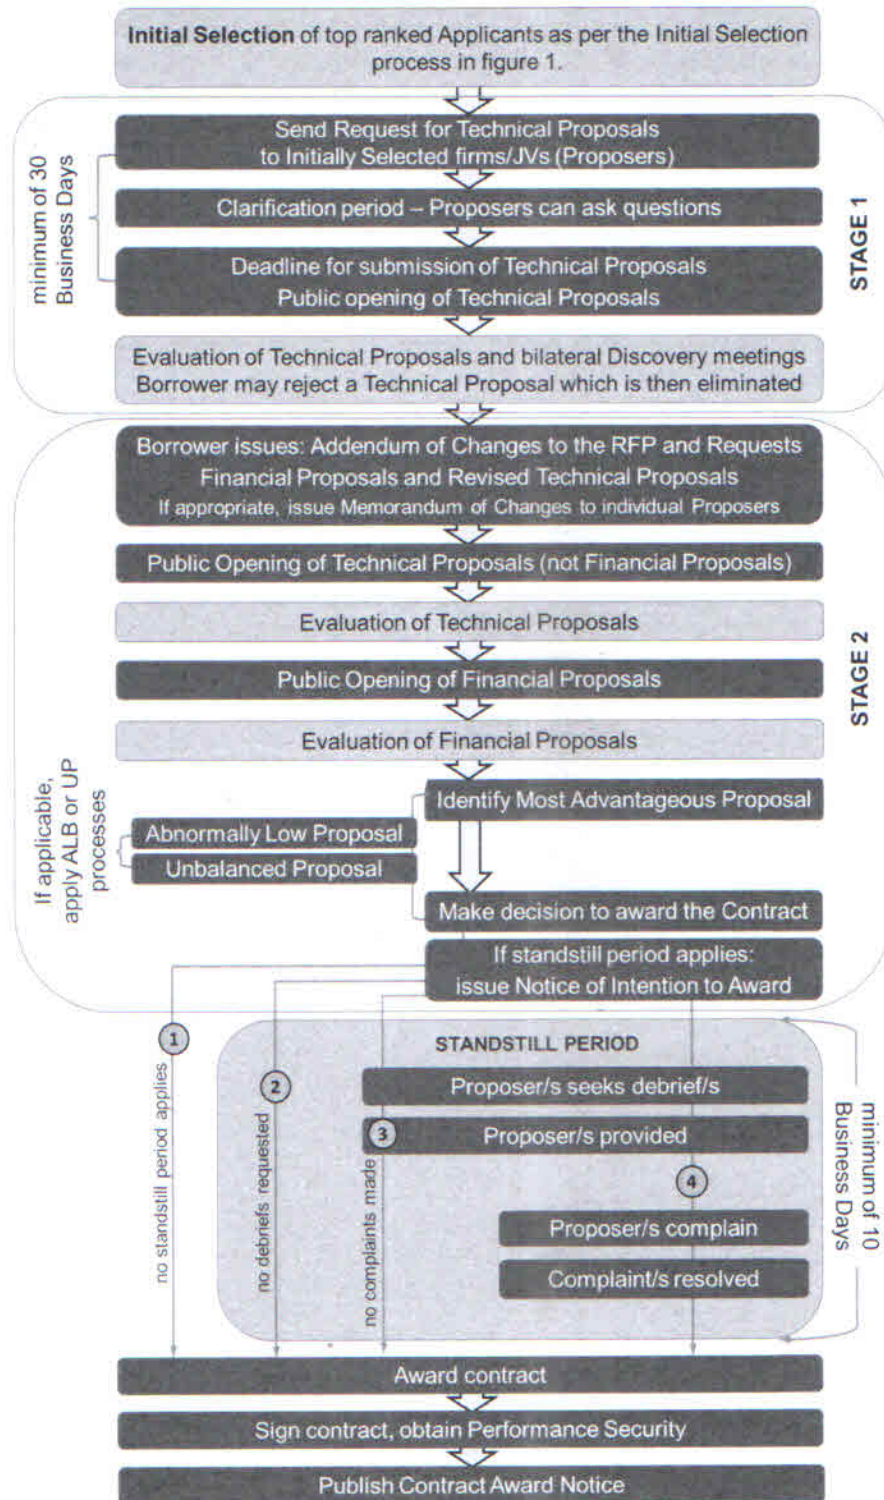 Initial Selection of top ranked Applicants as per the Initial Selection
process in figure 1.
STAGE 1
minimum of 30
Business Days
Send Request for Technical Proposals
to Initially Selected firms/JVs (Proposers)
Clarification period – Proposers can ask questions
Deadline for submission of Technical Proposals
Public opening of Technical Proposals
Evaluation of Technical Proposals and bilateral Discovery meetings
Borrower may reject a Technical Proposal which is then eliminated
STAGE 2
Borrower issues: Addendum of Changes to the RFP and Requests
Financial Proposals and Revised Technical Proposals
If appropriate, issue Memorandum of Changes to individual Proposers
Public Opening of Technical Proposals (not Financial Proposals)
Evaluation of Technical Proposals
Public Opening of Financial Proposals
Evaluation of Financial Proposals
Identify Most Advantageous Proposal
If applicable,
apply ALB or UP
processes
Abnormally Low Proposal
Unbalanced Proposal
Make decision to award the Contract
If standstill period applies:
issue Notice of Intention to Award
1
no standstill period applies
2
no debriefs requested
3
no complaints made
4
STANDSTILL PERIOD
Proposer/s seeks debrief/s
Proposer/s provided
Proposer/s complain
Complaint/s resolved
minimum of 10
Business Days
Award contract
Sign contract, obtain Performance Security
Publish Contract Award Notice